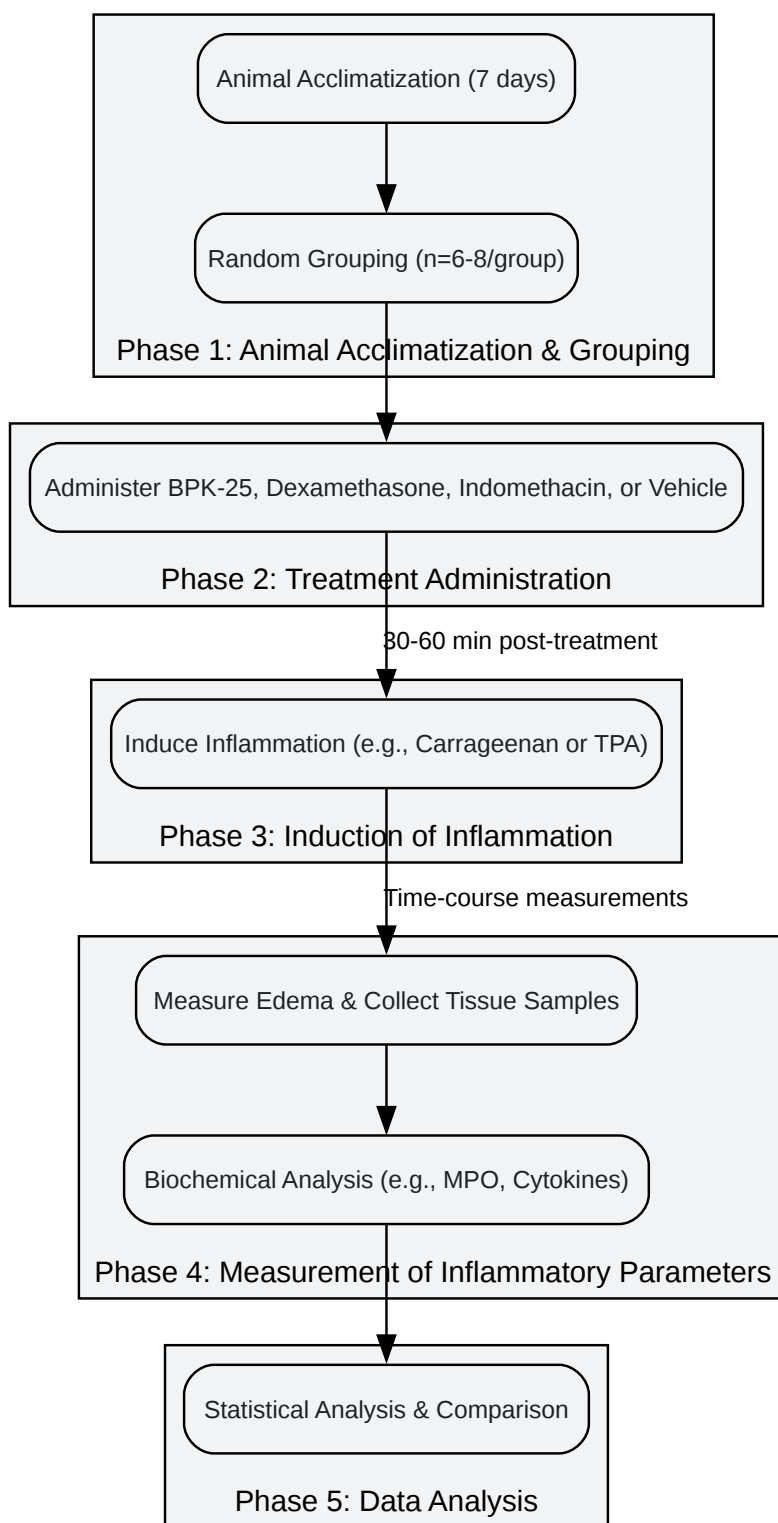 Animal Acclimatization (7 days)
Random Grouping (n=6-8/group)
Phase 1: Animal Acclimatization & Grouping
Administer BPK-25, Dexamethasone, Indomethacin, or Vehicle
Phase 2: Treatment Administration
30-60 min post-treatment
Induce Inflammation (e.g., Carrageenan or TPA)
Phase 3: Induction of Inflammation
Time-course measurements
Measure Edema & Collect Tissue Samples
Biochemical Analysis (e.g., MPO, Cytokines)
Phase 4: Measurement of Inflammatory Parameters
Statistical Analysis & Comparison
Phase 5: Data Analysis